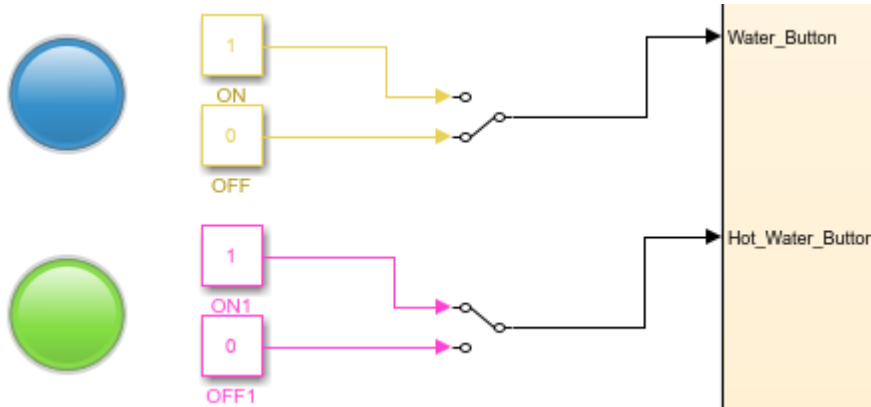 1
ON
0
OFF
Water_Button
1
ON1
0
OFF1
Hot_Water_Button